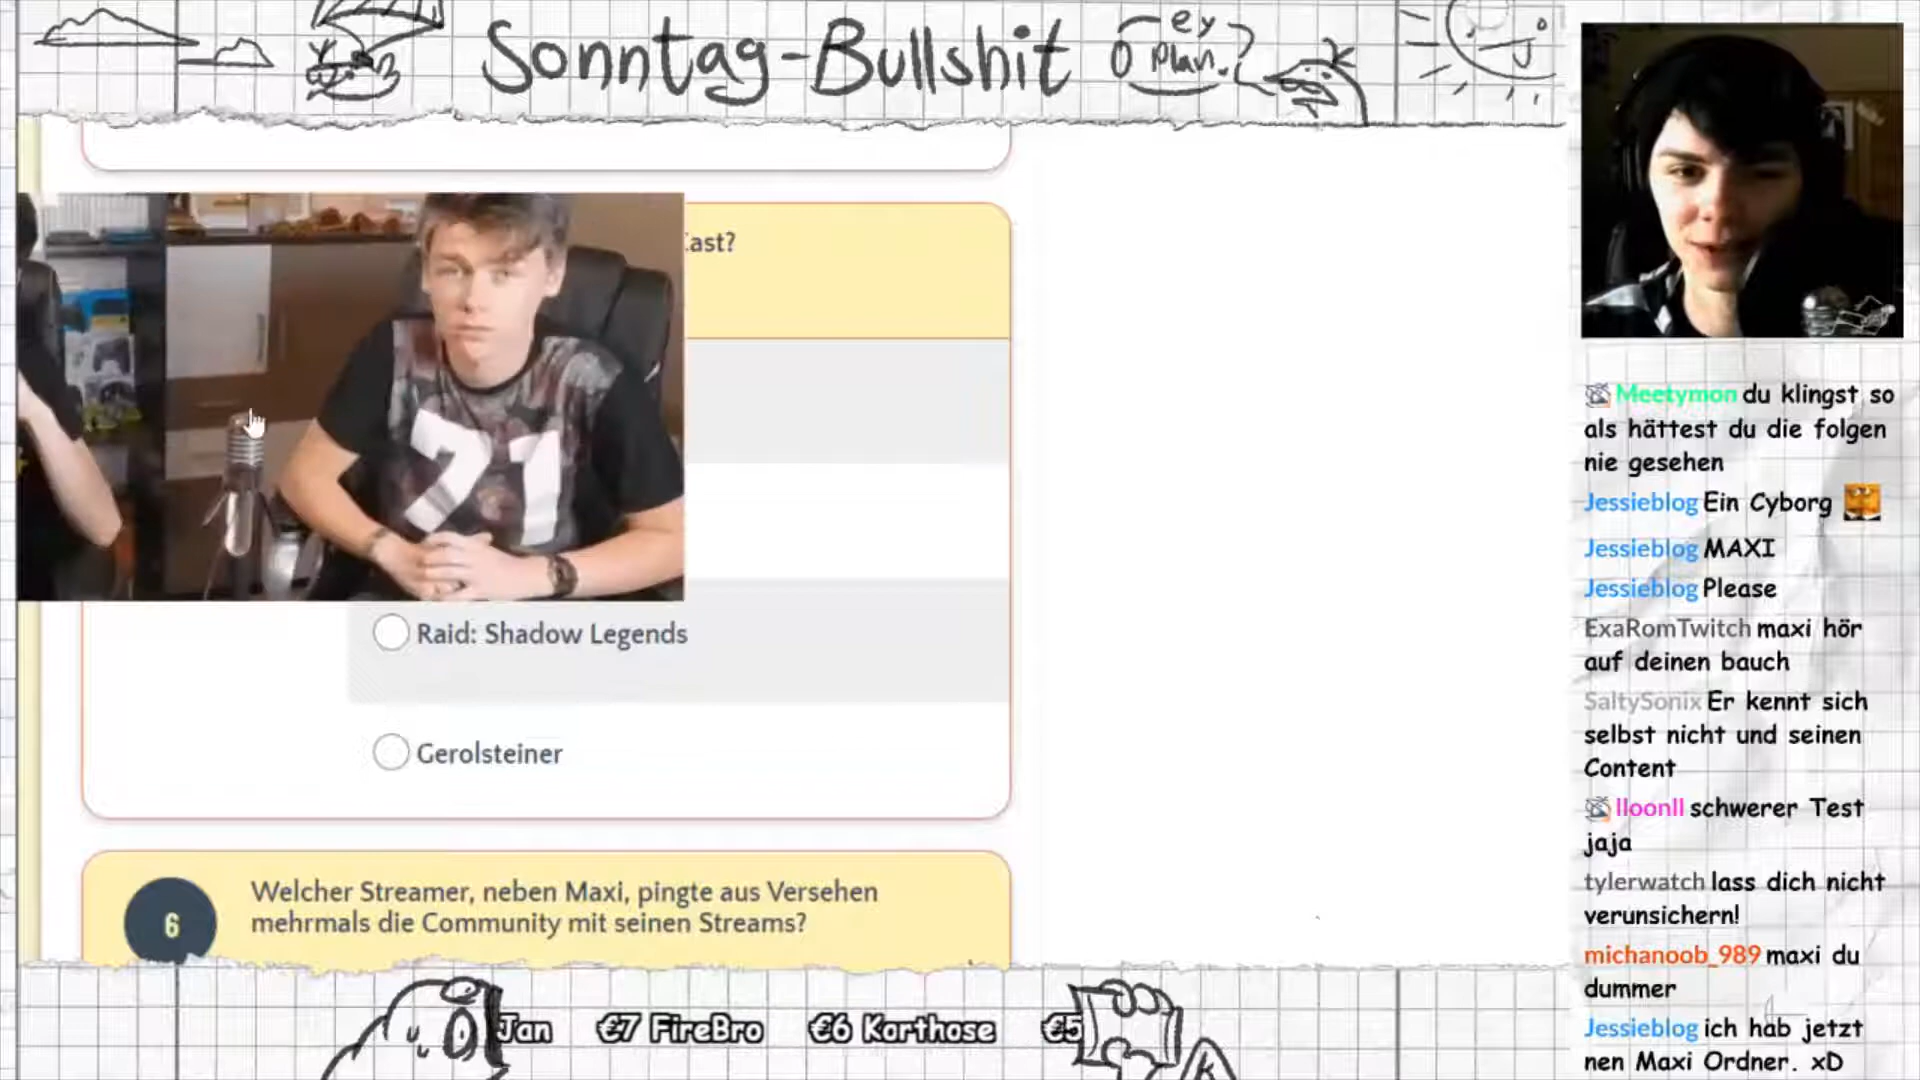 Sonntag-Bullshit
ey
Plan.
ast?
71
Raid: Shadow Legends
Gerolsteiner
6
Welcher Streamer, neben Maxi, pingte aus Versehen
mehrmals die Community mit seinen Streams?
Jan €7 FireBro €6 Korthose €5
Meetymon du klingst so
als hättest du die folgen
nie gesehen
Jessieblog Ein Cyborg
Jessieblog MAXI
Jessieblog Please
ExaRomTwitch maxi hör
auf deinen bauch
SaltySonix Er kennt sich
selbst nicht und seinen
Content
lloonll schwerer Test
jaja
tylerwatch lass dich nicht
verunsichern!
michanoob_989 maxi du
dummer
Jessieblog ich hab jetzt
nen Maxi Ordner. xD